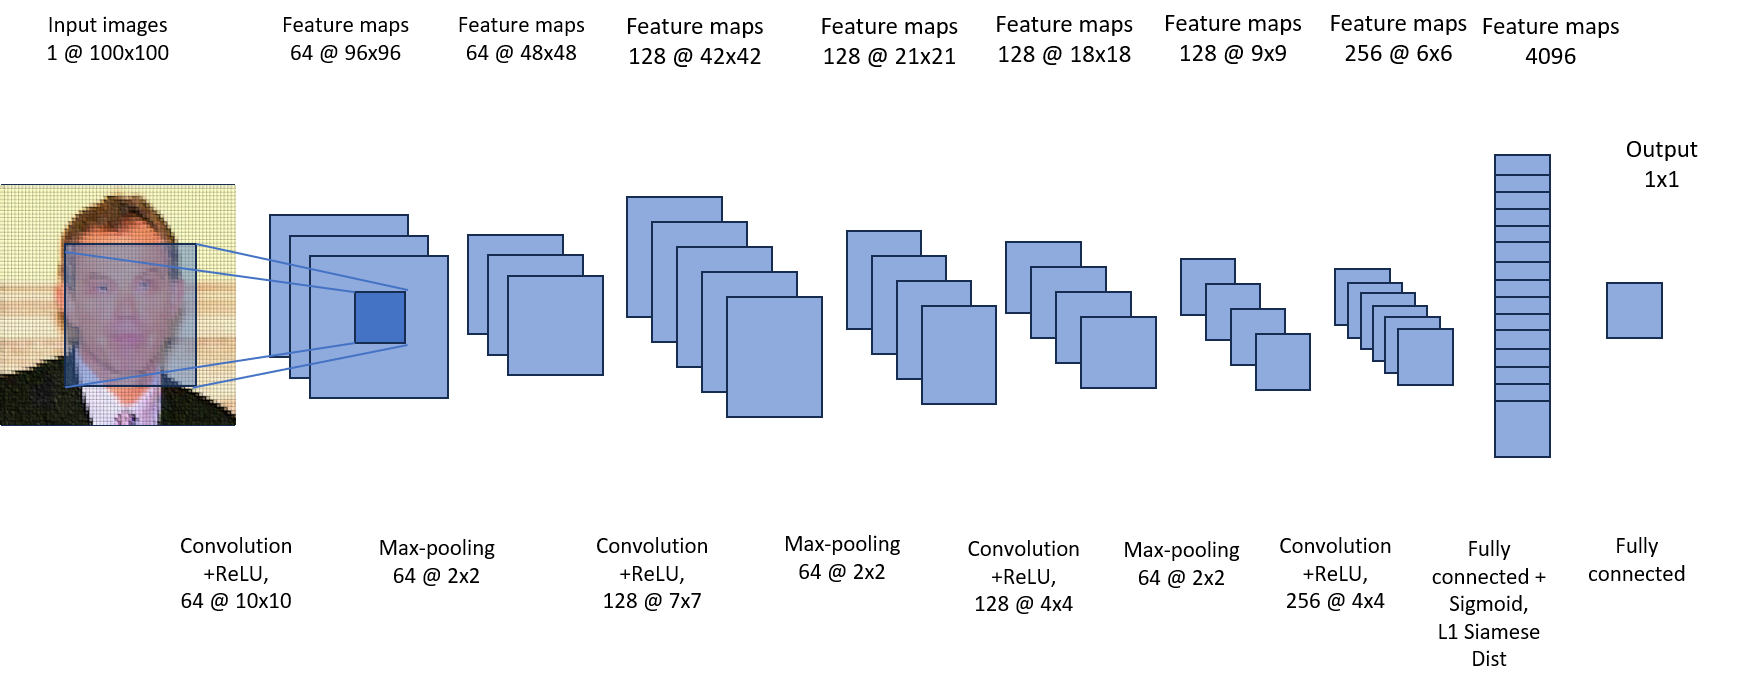 Input images
1 @ 100x100
Feature maps
64 @ 96x96
Feature maps
64 @ 48x48
Feature maps
128 @ 42x42
Feature maps
128 @ 21x21
Feature maps
128 @ 18x18
Feature maps
128 @ 9x9
Feature maps
256 @ 6x6
Feature maps
4096
Output
1x1
Convolution
+ReLU,
64 @ 10x10
Max-pooling
64 @ 2x2
Convolution
+ReLU,
128 @ 7x7
Max-pooling
64 @ 2x2
Convolution
+ReLU,
128 @ 4x4
Max-pooling
64 @ 2x2
Convolution
+ReLU,
256 @ 4x4
Fully
connected +
Sigmoid,
L1 Siamese
Dist
Fully
connected